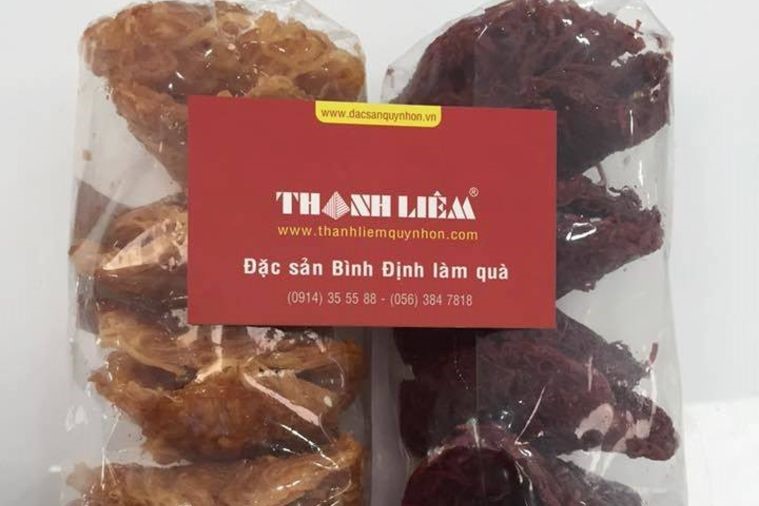 www.dacsanquynhon.vn
THANH LIÊM®
www.thanhliemquynhon.com
Đặc sản Bình Định làm quà
(0914) 35 55 88 - (056) 384 7818